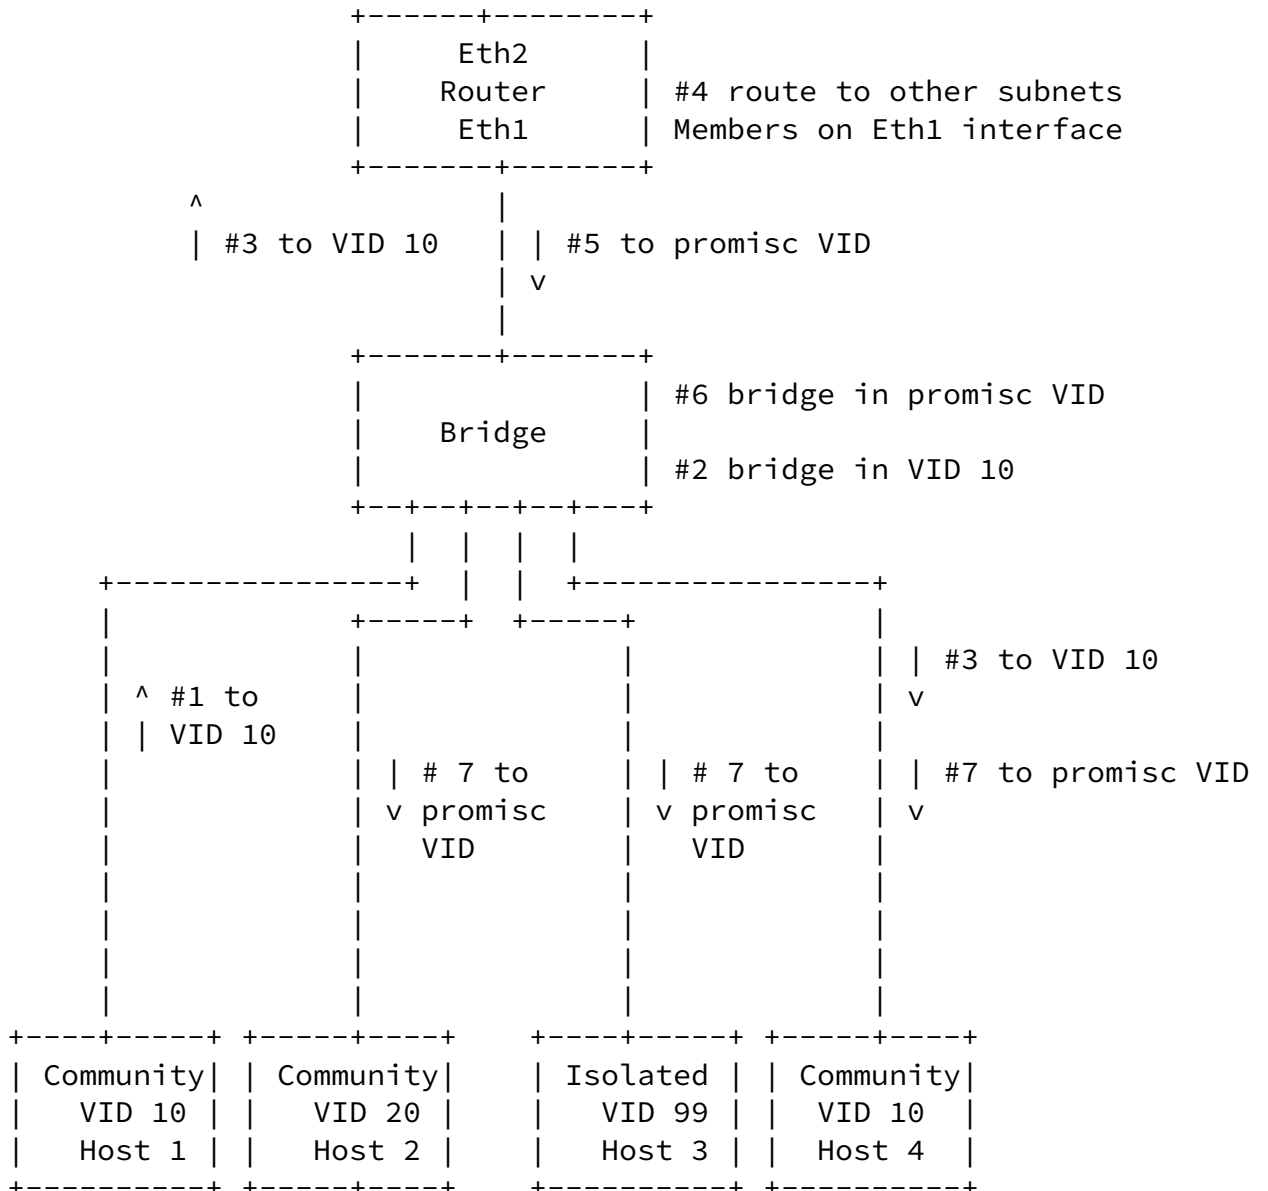 Eth2
Router #4 route to other subnets
Eth1 Members on Eth1 interface
^
| #3 to VID 10 | | #5 to promisc VID
v
#6 bridge in promisc VID
Bridge
#2 bridge in VID 10
| #3 to VID 10
^ #1 to v
| VID 10
| # 7 to | # 7 to | #7 to promisc VID
v promisc v promisc v
VID VID
Community Community Isolated Community
VID 10 VID 20 VID 99 VID 10
Host 1 Host 2 Host 3 Host 4